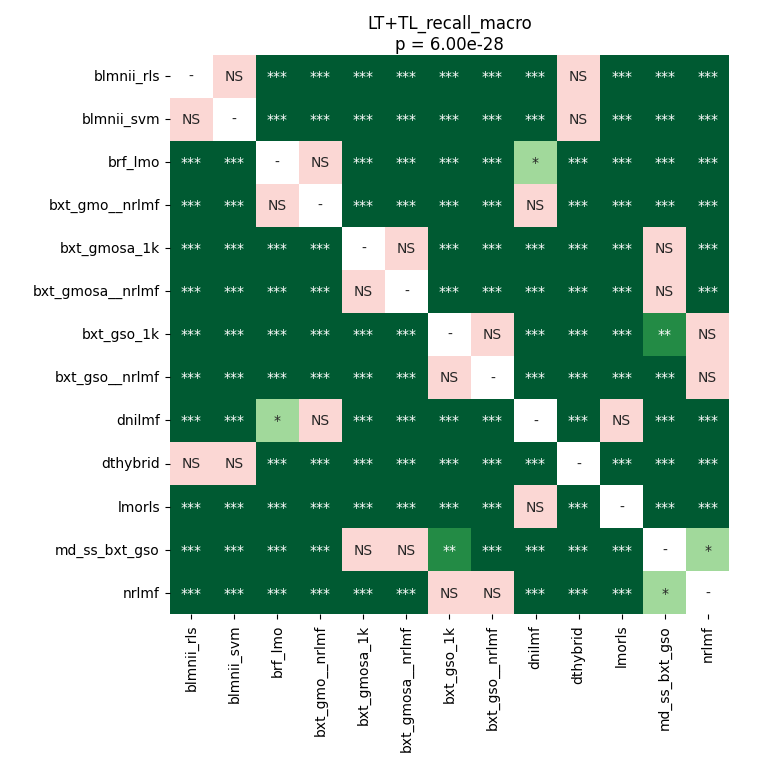 LT+TL_recall_macro
p = 6.00e-28
blmnii_rls - NS *** *** *** *** *** *** *** NS *** *** ***
blmnii_svm NS - *** *** *** *** *** *** *** NS *** *** ***
brf_lmo *** *** - NS *** *** *** *** * *** *** *** ***
bxt_gmo__nrlmf *** *** NS - *** *** *** *** NS *** *** *** ***
bxt_gmosa_1k *** *** *** *** - NS *** *** *** *** *** NS ***
bxt_gmosa__nrlmf *** *** *** *** NS - *** *** *** *** *** NS ***
bxt_gso_1k *** *** *** *** *** *** - NS *** *** *** ** NS
bxt_gso__nrlmf *** *** *** *** *** *** NS - *** *** *** *** NS
dnilmf *** *** * NS *** *** *** *** - *** NS *** ***
dthybrid NS NS *** *** *** *** *** *** *** - *** *** ***
lmorls *** *** *** *** *** *** *** *** NS *** - *** ***
md_ss_bxt_gso *** *** *** *** NS NS ** *** *** *** *** - *
nrlmf *** *** *** *** *** *** NS NS *** *** *** * -
blmnii_rls
blmnii_svm
brf_lmo
bxt_gmo__nrlmf
bxt_gmosa_1k
bxt_gmosa__nrlmf
bxt_gso_1k
bxt_gso__nrlmf
dnilmf
dthybrid
lmorls
md_ss_bxt_gso
nrlmf